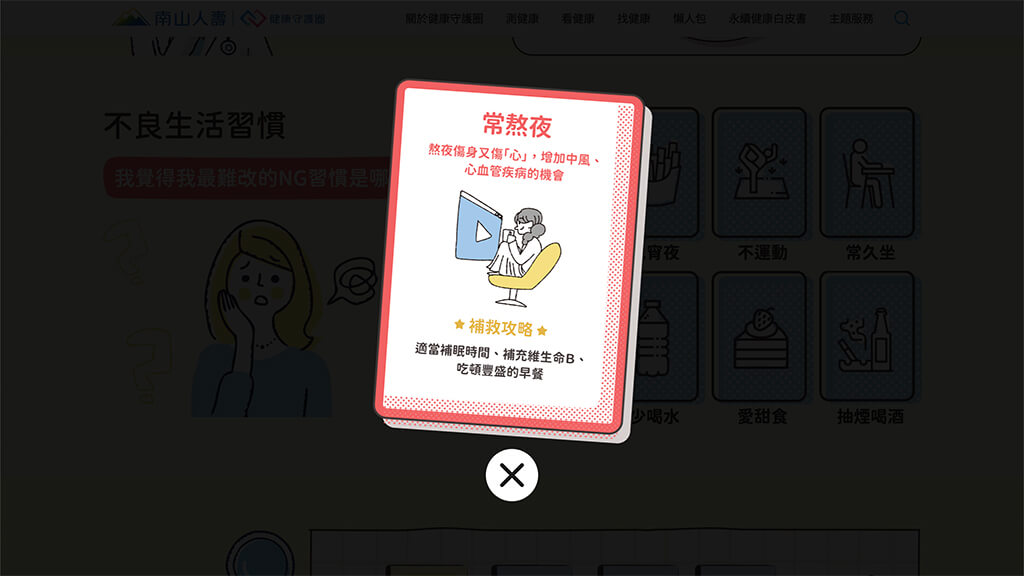 南山人壽 健康守護圈 關於健康守護圈 測健康 看健康 找健康 懶人包 永續健康白皮書 主題服務
不良生活習慣
我覺得我最難改的NG習慣是哪
常熬夜
熬夜傷身又傷「心」，增加中風、
心血管疾病的機會
★補救攻略★
適當補眠時間、補充維生命B、
吃頓豐盛的早餐
宵夜
不運動
常久坐
少喝水
愛甜食
抽煙喝酒